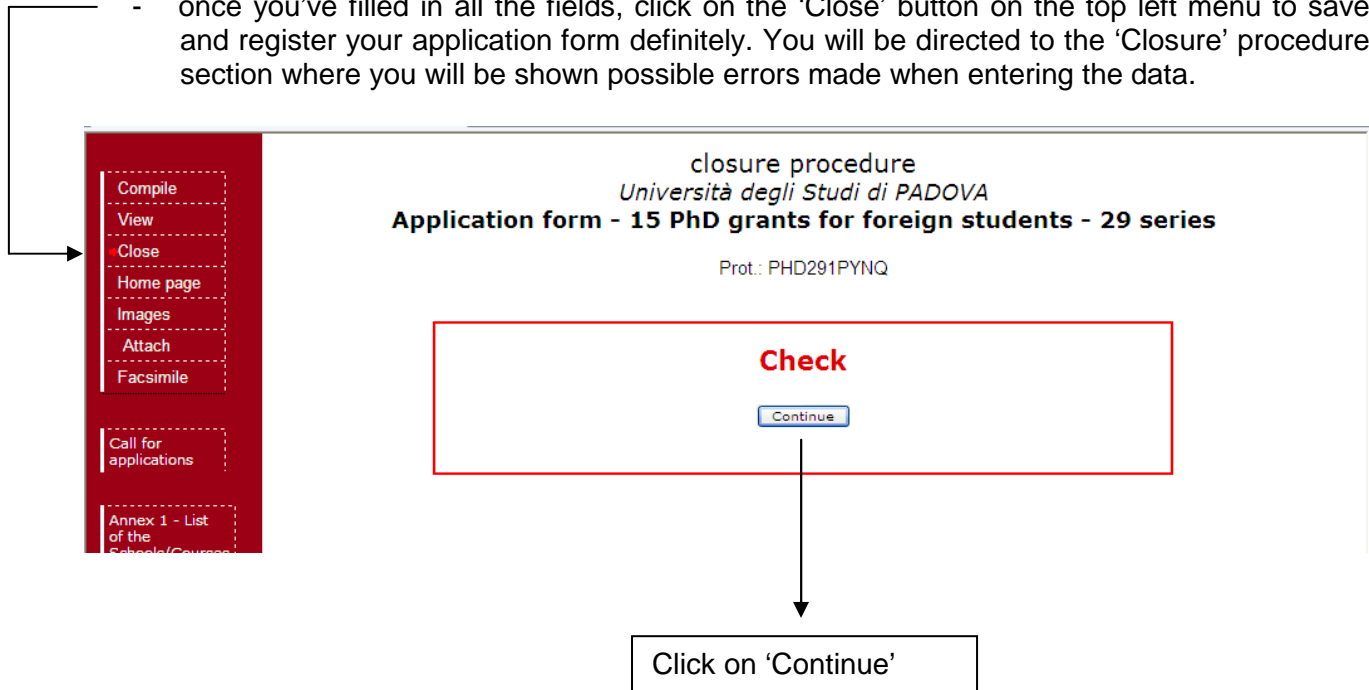 - once you've filled in all the fields, click on the 'Close' button on the top left menu to save
and register your application form definitely. You will be directed to the 'Closure' procedure
section where you will be shown possible errors made when entering the data.
Compile
View
Close
Home page
Images
Attach
Facsimile
Call for
applications
Annex 1 - List
of the
Schools/Courses
closure procedure
Università degli Studi di PADOVA
Application form - 15 PhD grants for foreign students - 29 series
Prot.: PHD291PYNQ
Check
Continue
Click on 'Continue'